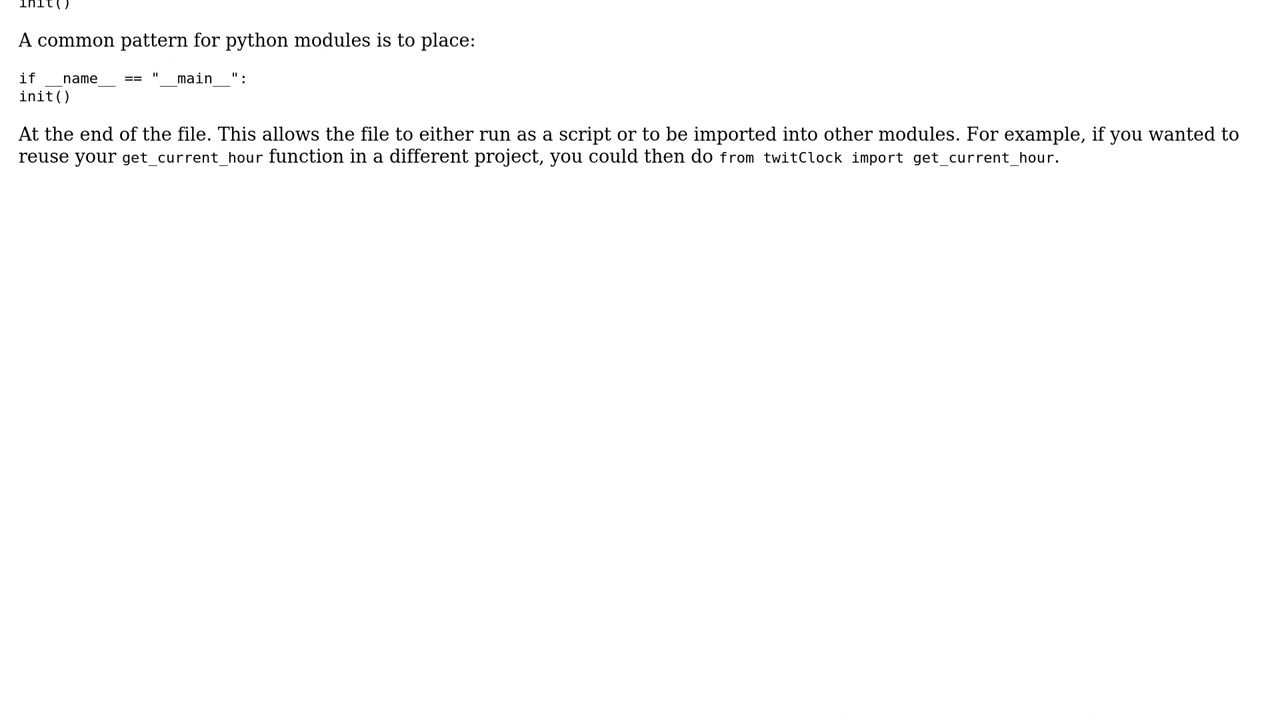 init()
A common pattern for python modules is to place:
if __name__ == "__main__":
init()
At the end of the file. This allows the file to either run as a script or to be imported into other modules. For example, if you wanted to
reuse your get_current_hour function in a different project, you could then do from twitClock import get_current_hour.